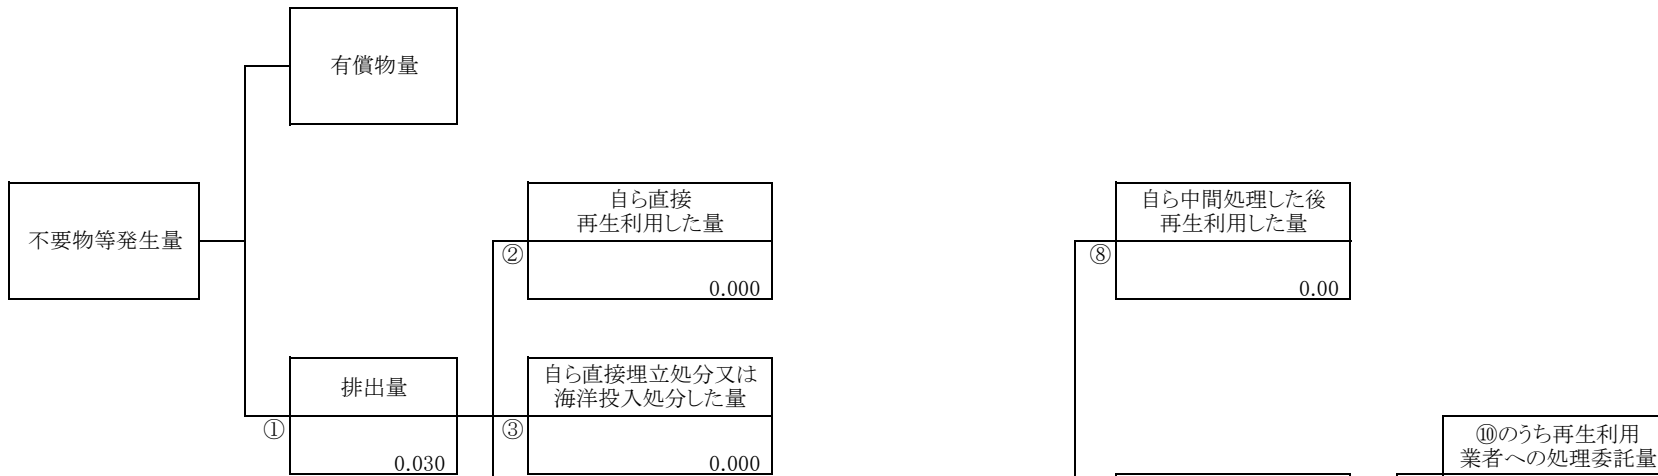 有償物量
不要物等発生量
自ら直接
再生利用した量
②
0.000
自ら中間処理した後
再生利用した量
⑧
0.00
排出量
①
0.030
自ら直接埋立処分又は
海洋投入処分した量
③
0.000
⑩のうち再生利用
業者への処理委託量